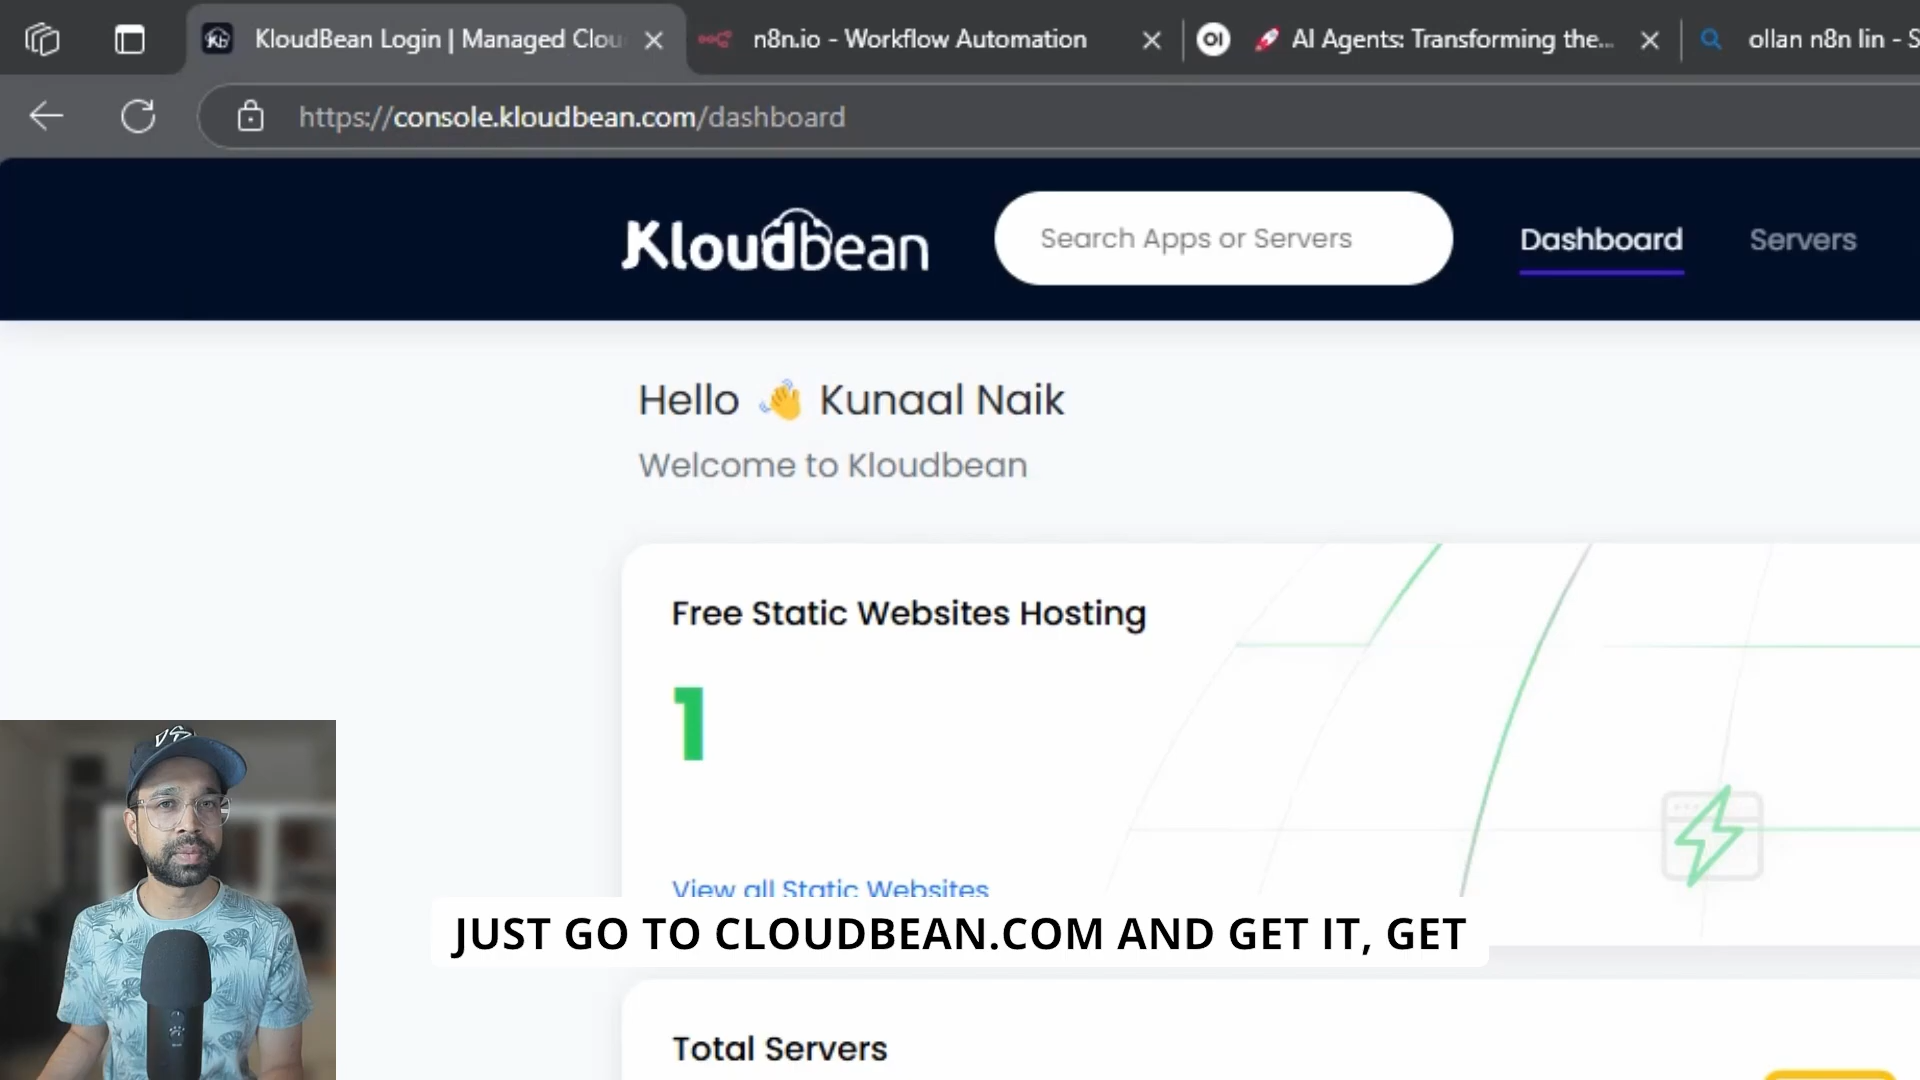 KloudBean Login | Managed Clou
n8n.io - Workflow Automation
OI
AI Agents: Transforming the...
ollan n8n lin - S
https://console.kloudbean.com/dashboard
Kloudbean
Search Apps or Servers
Dashboard
Servers
Hello 👋 Kunaal Naik
Welcome to Kloudbean
Free Static Websites Hosting
1
View all Static Websites
JUST GO TO CLOUDBEAN.COM AND GET IT, GET
Total Servers